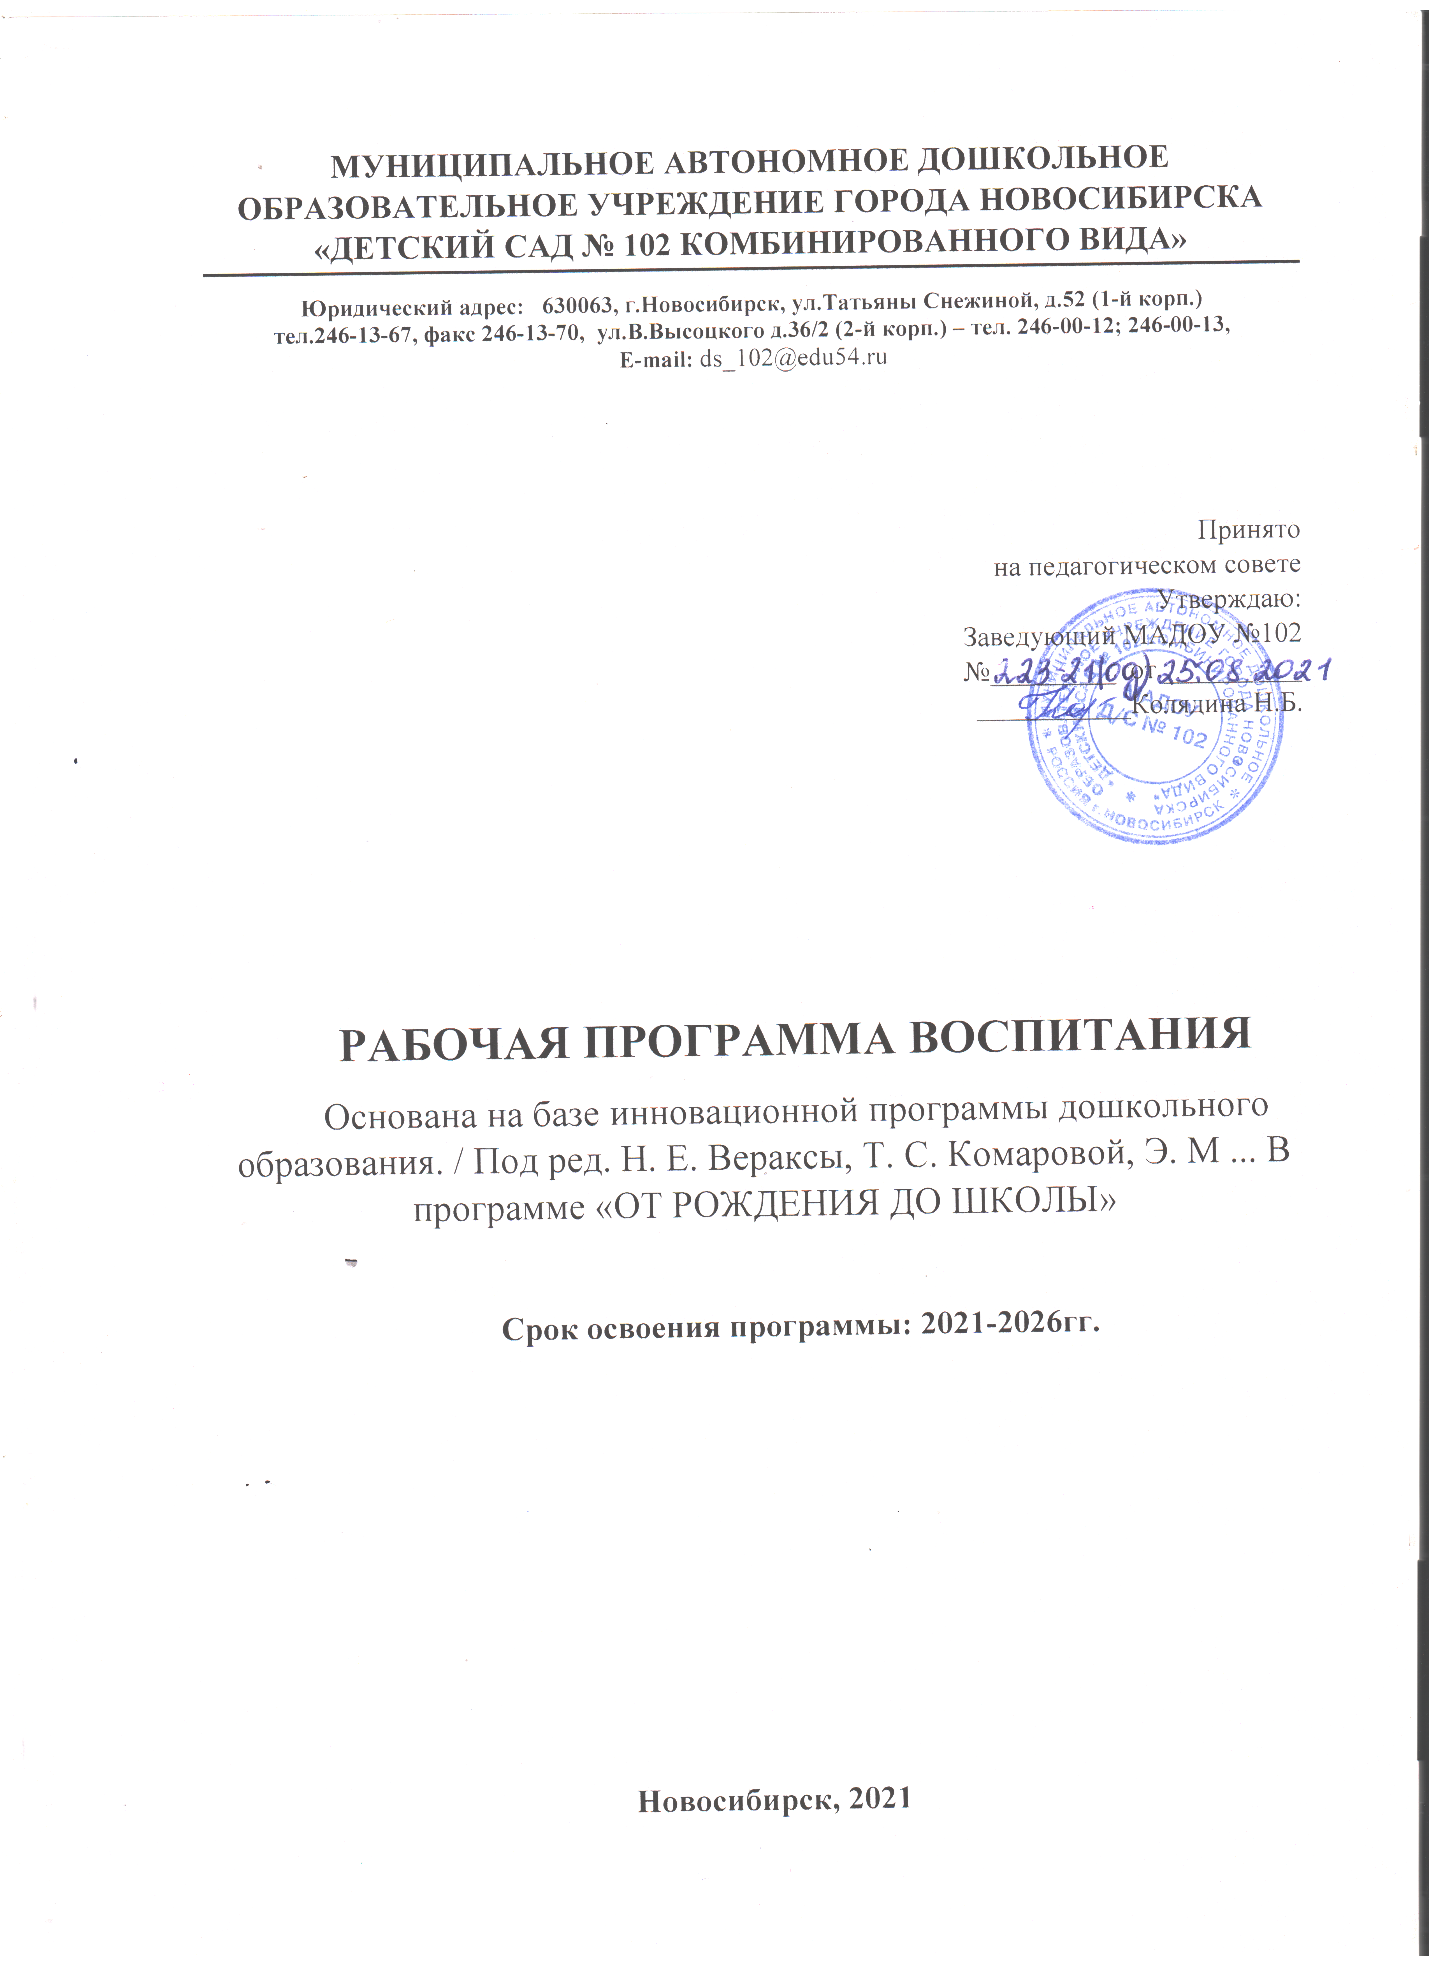 МУНИЦИПАЛЬНОЕ АВТОНОМНОЕ ДОШКОЛЬНОЕ
ОБРАЗОВАТЕЛЬНОЕ УЧРЕЖДЕНИЕ ГОРОДА НОВОСИБИРСКА
«ДЕТСКИЙ САД № 102 КОМБИНИРОВАННОГО ВИДА»
Юридический адрес: 630063, г.Новосибирск, ул.Татьяны Снежиной, д.52 (1-й корп.)
тел.246-13-67, факс 246-13-70, ул.В.Высоцкого д.36/2 (2-й корп.) – тел. 246-00-12; 246-00-13,
E-mail: ds_102@edu54.ru
Принято
на педагогическом совете
Утверждаю:
Заведующий МАДОУ №102
№ от 25.08.2021
Колядина Н.Б.
Д/С № 102
РАБОЧАЯ ПРОГРАММА ВОСПИТАНИЯ
Основана на базе инновационной программы дошкольного
образования. / Под ред. Н. Е. Вераксы, Т. С. Комаровой, Э. М ... В
программе «ОТ РОЖДЕНИЯ ДО ШКОЛЫ»
Срок освоения программы: 2021-2026гг.
Новосибирск, 2021